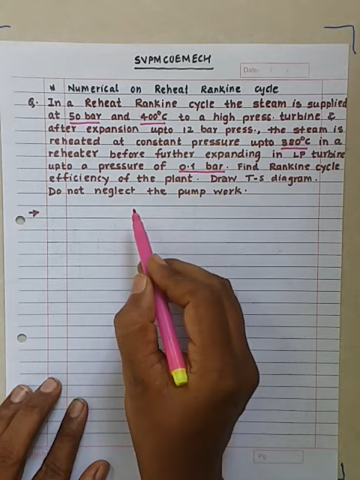 SVPMCOEMECH
Date:
* Numerical on Reheat Rankine cycle
Q. In a Reheat Rankine cycle the steam is supplied
at 50 bar and 400°C to a high press. turbine &
after expansion upto 12 bar press., the steam is
reheated at constant pressure upto 380°C in a
reheater before further expanding in LP turbine
upto a pressure of 0.1 bar. Find Rankine cycle
efficiency of the plant. Draw T-S diagram.
Do not neglect the pump work.
→
Pg.